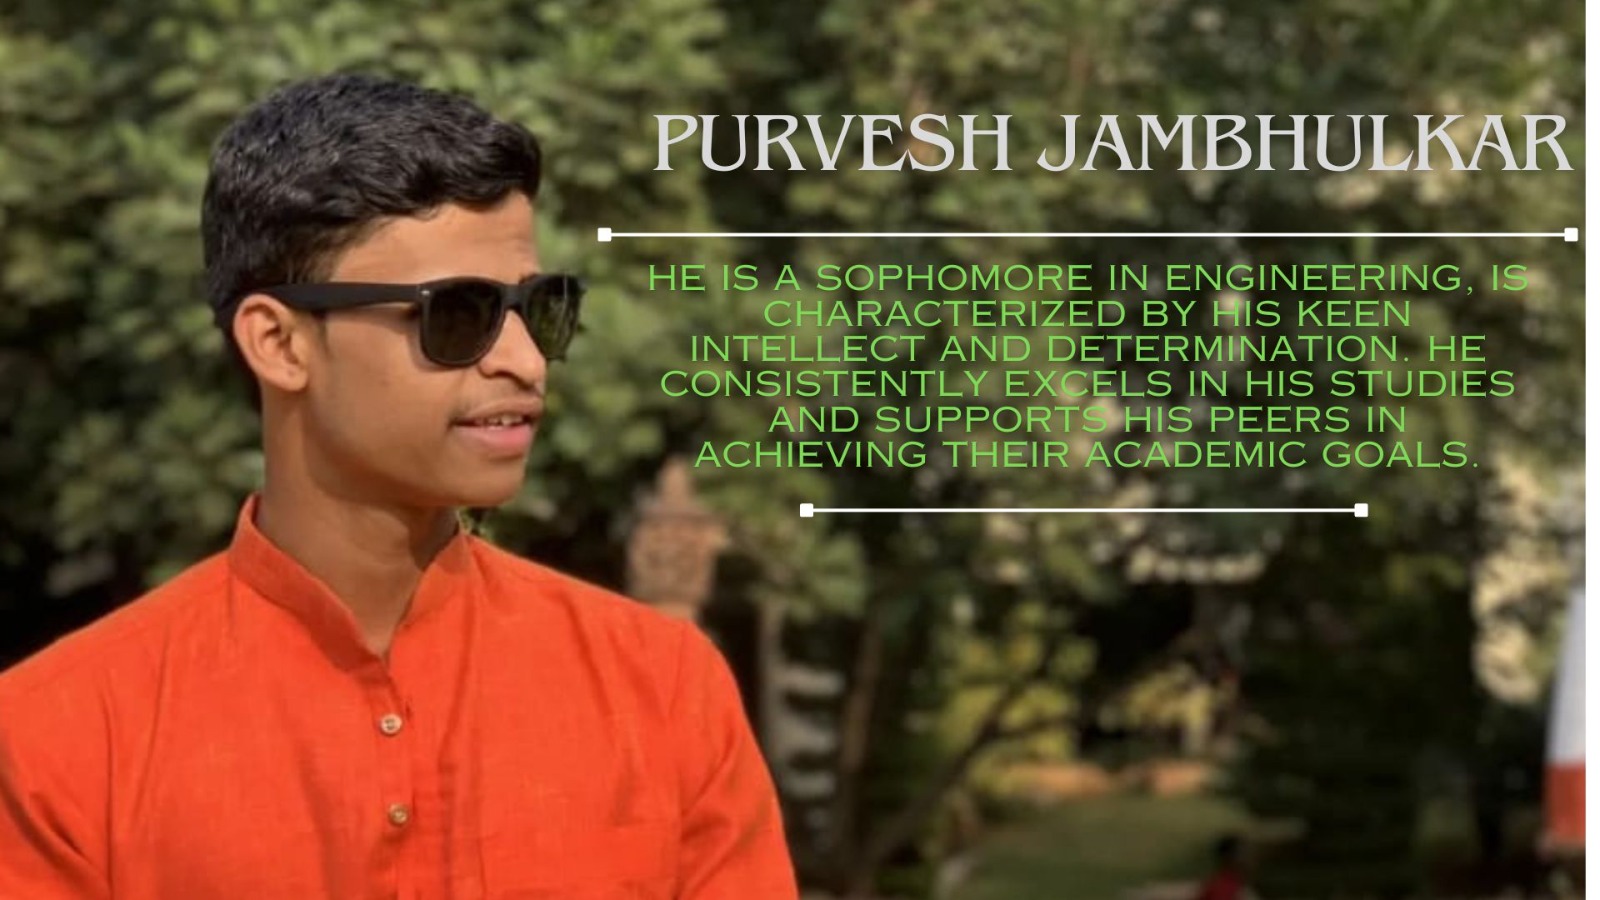 PURVESH JAMBHULKAR
HE IS A SOPHOMORE IN ENGINEERING, IS
CHARACTERIZED BY HIS KEEN
INTELLECT AND DETERMINATION. HE
CONSISTENTLY EXCELS IN HIS STUDIES
AND SUPPORTS HIS PEERS IN
ACHIEVING THEIR ACADEMIC GOALS.